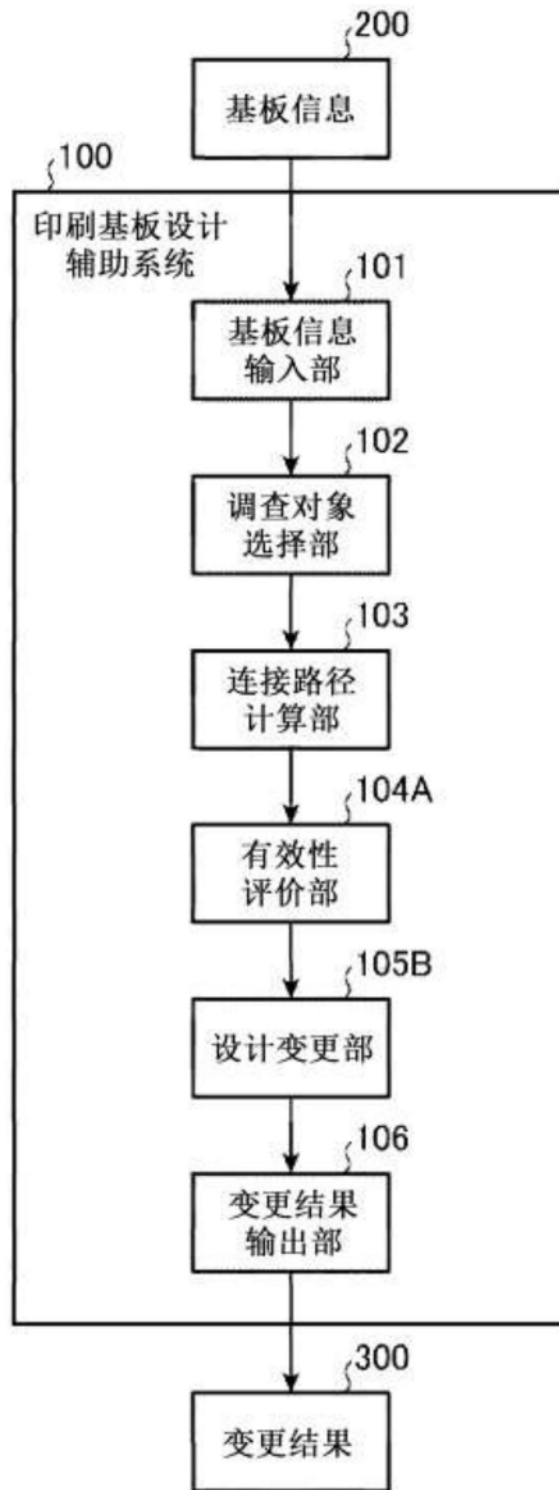 200
基板信息
100
印刷基板设计
辅助系统
101
基板信息
输入部
102
调查对象
选择部
103
连接路径
计算部
104A
有效性
评价部
105B
设计变更部
106
变更结果
输出部
300
变更结果